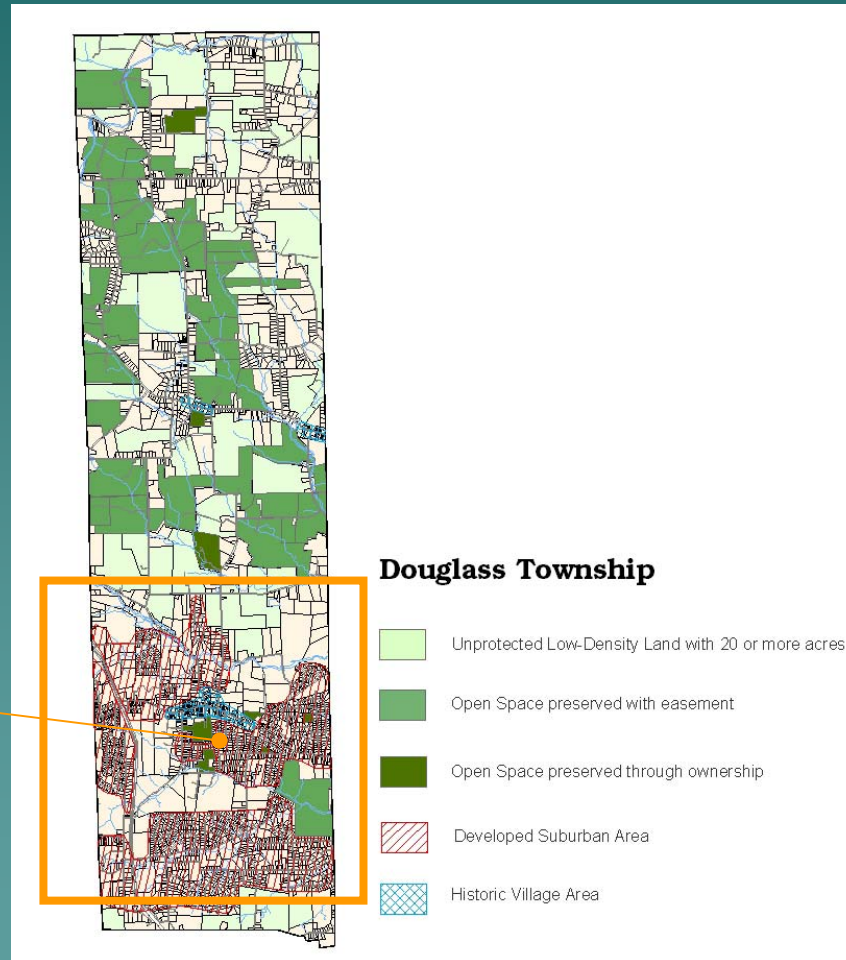 Douglass Township
Unprotected Low-Density Land with 20 or more acres
Open Space preserved with easement
Open Space preserved through ownership
Developed Suburban Area
Historic Village Area